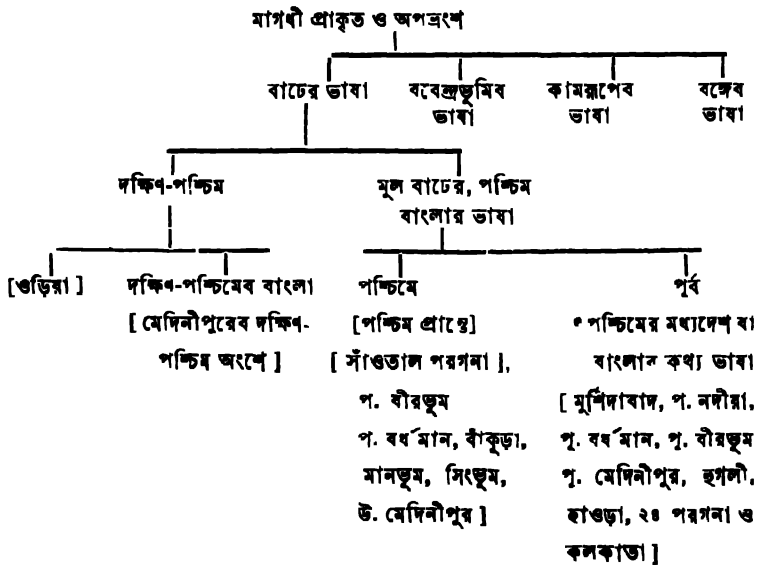 মাগধী প্রাকৃত ও অপভ্রংশ
বাঢের ভাষা ববেন্দ্রভূমিব কামরূপেব বঙ্গেব
ভাষা ভাষা ভাষা
দক্ষিণ-পশ্চিম মূল বাঢের, পশ্চিম
বাংলার ভাষা
[ওড়িয়া] দক্ষিণ-পশ্চিমেব বাংলা পশ্চিমে পূর্ব
[মেদিনীপুরেব দক্ষিণ- [পশ্চিম প্রান্তে] পশ্চিমের মধ্যদেশ বা
পশ্চিম অংশে] [সাঁওতাল পরগনা], বাংলার কথ্য ভাষা
প. বীরভূম [মুর্শিদাবাদ, প. নদীয়া,
প. বর্ধমান, বাঁকুড়া, পূ. বর্ধমান, পূ. বীরভূম
মানভূম, সিংভূম, পূ. মেদিনীপুর, হুগলী,
উ. মেদিনীপুর] হাওড়া, ২৪ পরগনা ও
কলকাতা]